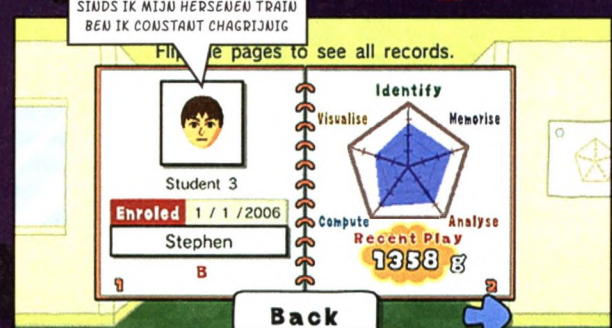 SINDS IK MIJN HERSENEN TRAIN
BEN IK CONSTANT CHAGRIJNIG
Flip pages to see all records.
Student 3
Enroled 1 / 1 /2006
Stephen
B
1
Identify
Visualise
Memorise
Compute
Analyse
Recent Play
1358 g
2
Back